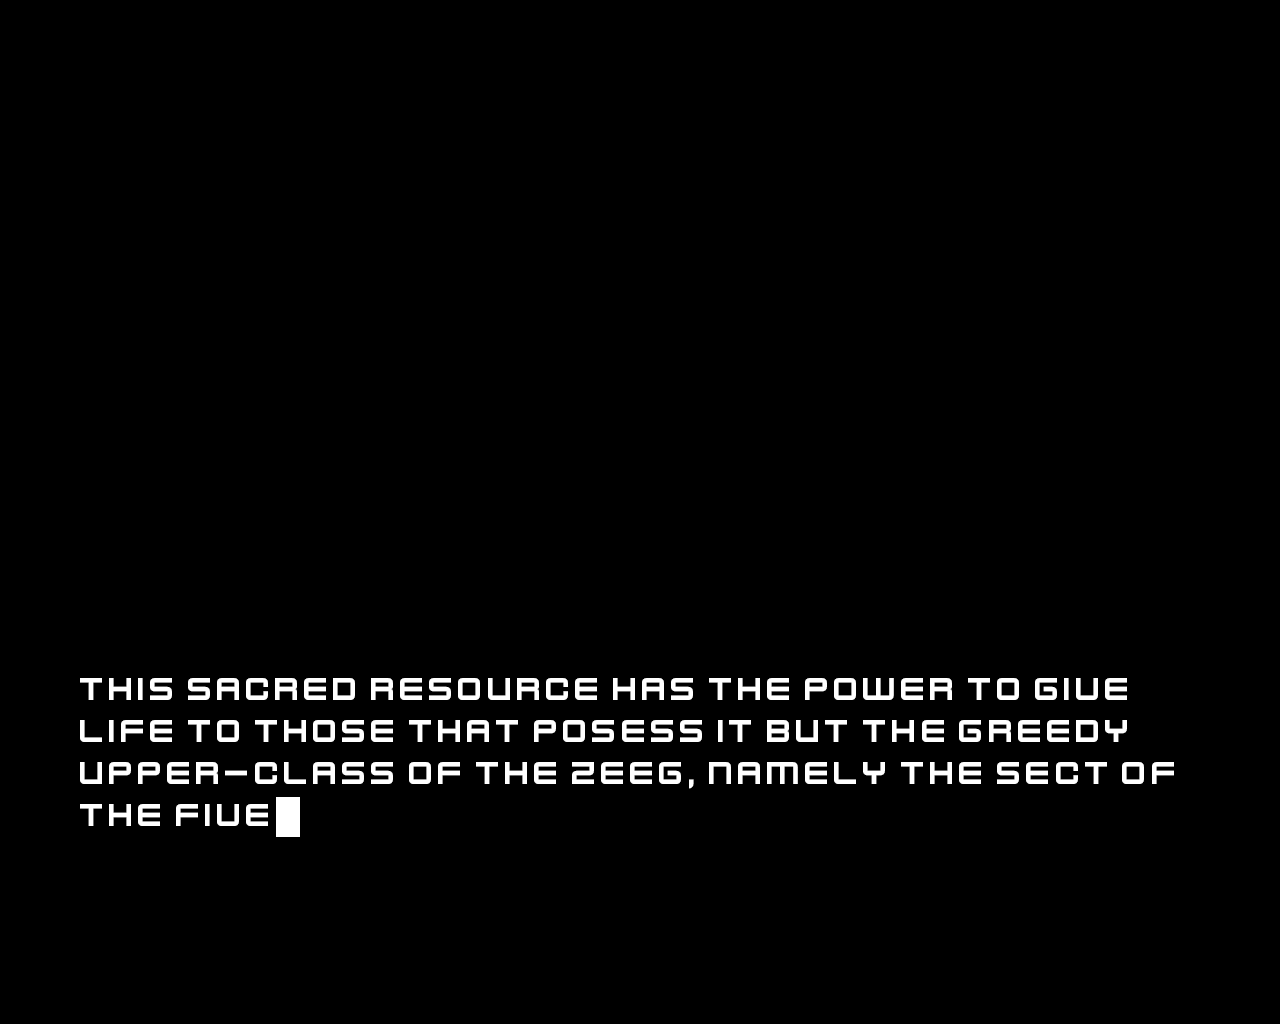 THIS SACRED RESOURCE HAS THE POWER TO GIVE
LIFE TO THOSE THAT POSESS IT BUT THE GREEDY
UPPER-CLASS OF THE ZEEG, NAMELY THE SECT OF
THE FIVE